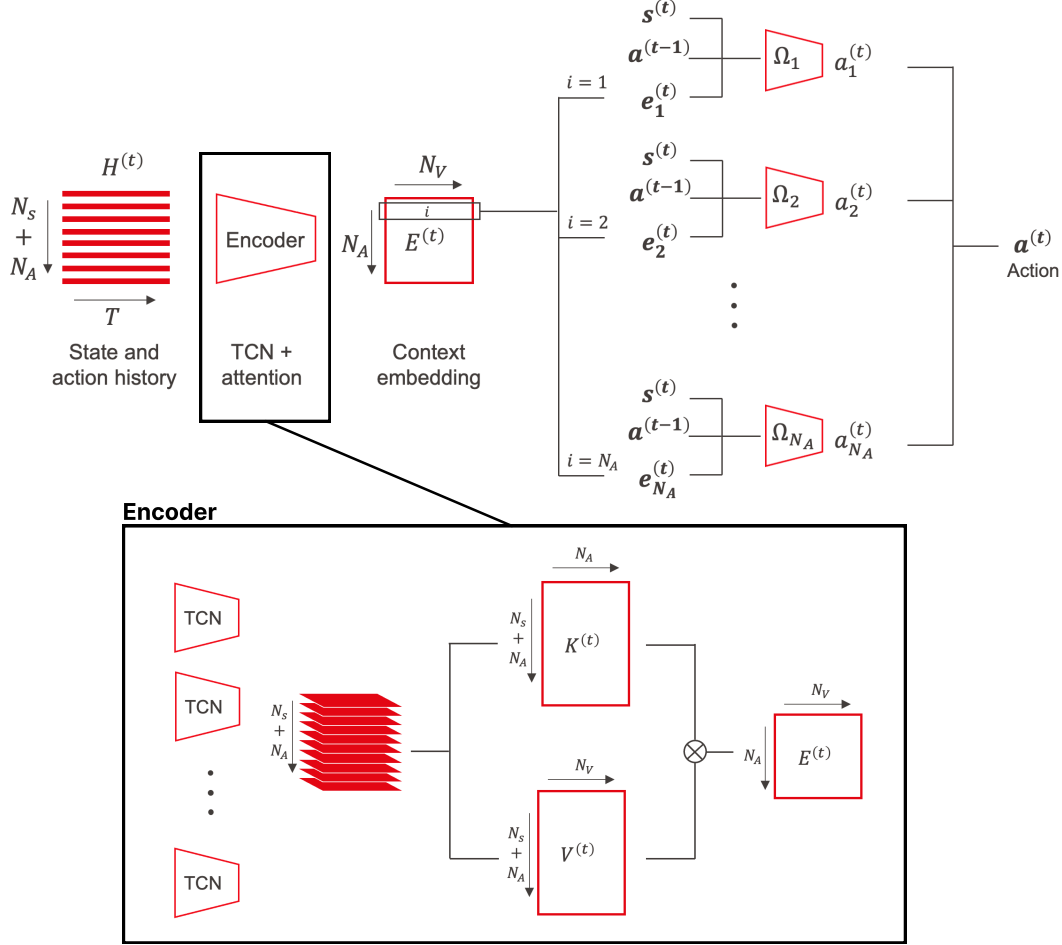 H^(t)
N_s
+
N_A
T
State and
action history
Encoder
TCN +
attention
N_V
N_A
i
E^(t)
Context
embedding
i = 1
s^(t)
a^(t−1)
e_1^(t)
Ω_1
a_1^(t)
i = 2
s^(t)
a^(t−1)
e_2^(t)
Ω_2
a_2^(t)
i = N_A
s^(t)
a^(t−1)
e_{N_A}^(t)
Ω_{N_A}
a_{N_A}^(t)
a^(t)
Action
Encoder
TCN
TCN
TCN
N_s
+
N_A
N_A
N_s
+
N_A
K^(t)
N_V
N_s
+
N_A
V^(t)
N_V
N_A
E^(t)